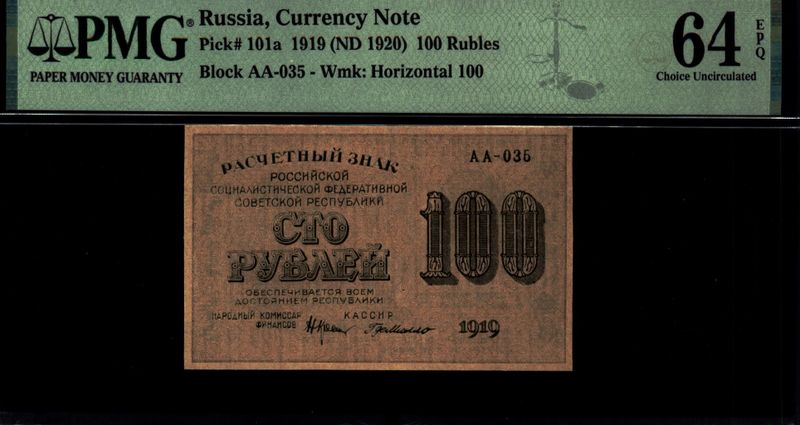 PMG®
PAPER MONEY GUARANTY
Russia, Currency Note
Pick# 101a 1919 (ND 1920) 100 Rubles
Block AA-035 - Wmk: Horizontal 100
64 EPQ
Choice Uncirculated
РАСЧЕТНЫЙ ЗНАК
РОССИЙСКОЙ
СОЦИАЛИСТИЧЕСКОЙ ФЕДЕРАТИВНОЙ
СОВЕТСКОЙ РЕСПУБЛИКИ
СТО
РУБЛЕЙ
ОБЕСПЕЧИВАЕТСЯ ВСЕМ
ДОСТОЯНИЕМ РЕСПУБЛИКИ
НАРОДНЫЙ КОМИССАР
ФИНАНСОВ
КАССИР
АА-035
100
1919